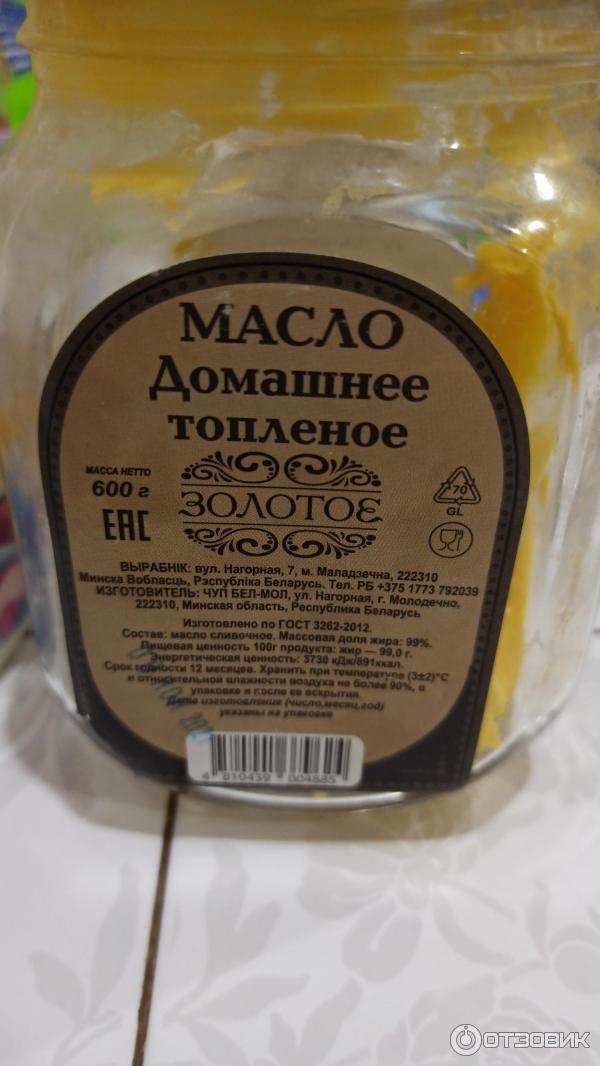 МАСЛО
Домашнее
топленое
МАССА НЕТТО
600 г
ЗОЛОТОЕ
EAC
70
GL
ВЫРАБНІК: вул. Нагорная, 7, м. Маладзечна, 222310
Минска Вобласць, Рэспубліка Беларусь. Тел. РБ +375 1773 792039
ИЗГОТОВИТЕЛЬ: ЧУП БЕЛ-МОЛ, ул. Нагорная, г. Молодечно,
222310, Минская область, Республика Беларусь
Изготовлено по ГОСТ 3262-2012.
Состав: масло сливочное. Массовая доля жира: 99%.
Пищевая ценность 100г продукта: жир — 99,0 г.
Энергетическая ценность: 3730 кДж/891ккал.
Срок годности 12 месяцев. Хранить при температуре (3±2)°С
и относительной влажности воздуха не более 90%, в
упаковке и после ее вскрытия.
Дата изготовления (число,месяц,год)
указаны на упаковке
4 810439 004885
ОТЗОВИК